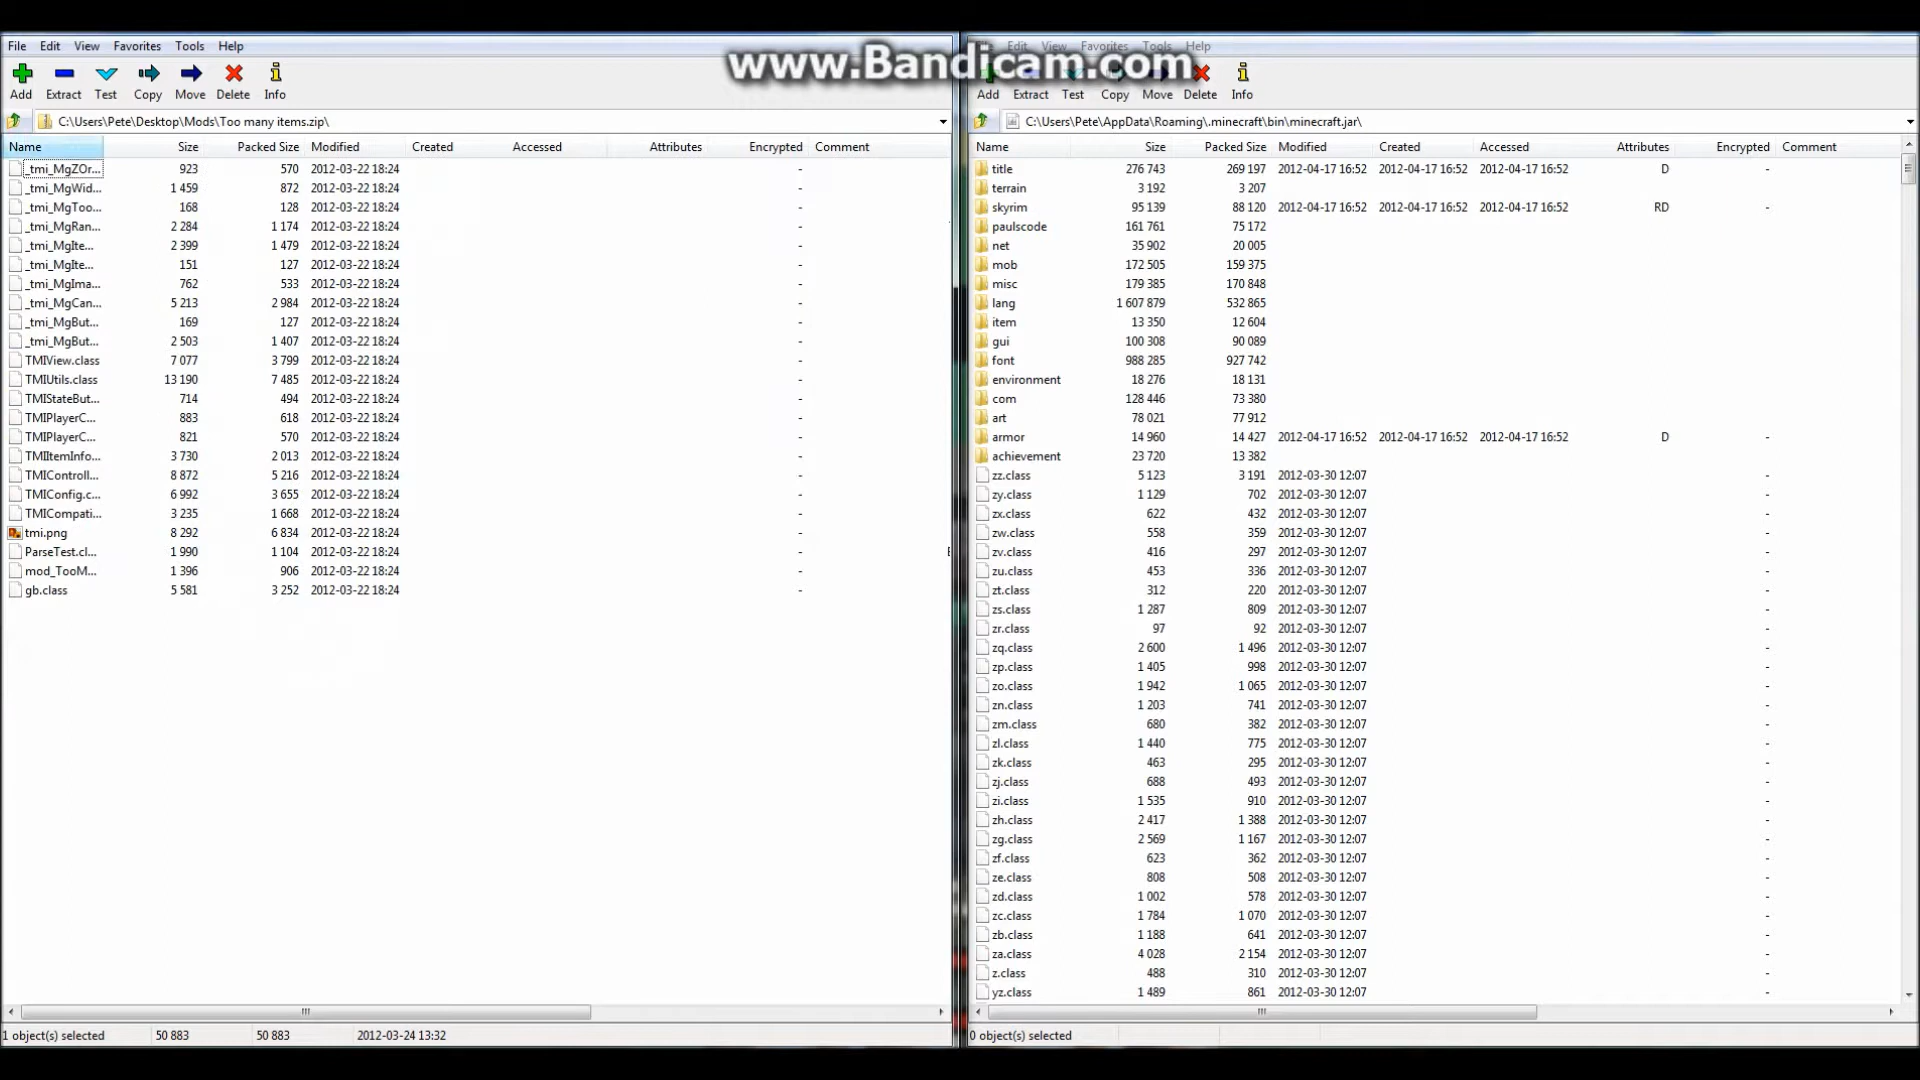 www.Bandicam.com
File Edit View Favorites Tools Help
Add Extract Test Copy Move Delete Info
C:\Users\Pete\Desktop\Mods\Too many items.zip\
Name Size Packed Size Modified Created Accessed Attributes Encrypted Comment
_tmi_MgZOr... 923 570 2012-03-22 18:24 -
_tmi_MgWid... 1 459 872 2012-03-22 18:24 -
_tmi_MgToo... 168 128 2012-03-22 18:24 -
_tmi_MgRan... 2 284 1 174 2012-03-22 18:24 -
_tmi_MgIte... 2 399 1 479 2012-03-22 18:24 -
_tmi_MgIte... 151 127 2012-03-22 18:24 -
_tmi_MgIma... 762 533 2012-03-22 18:24 -
_tmi_MgCan... 5 213 2 984 2012-03-22 18:24 -
_tmi_MgBut... 169 127 2012-03-22 18:24 -
_tmi_MgBut... 2 503 1 407 2012-03-22 18:24 -
TMIView.class 7 077 3 799 2012-03-22 18:24 -
TMIUtils.class 13 190 7 485 2012-03-22 18:24 -
TMIStateBut... 714 494 2012-03-22 18:24 -
TMIPlayerC... 883 618 2012-03-22 18:24 -
TMIPlayerC... 821 570 2012-03-22 18:24 -
TMIItemInfo... 3 730 2 013 2012-03-22 18:24 -
TMIControll... 8 872 5 216 2012-03-22 18:24 -
TMIConfig.c... 6 992 3 655 2012-03-22 18:24 -
TMICompati... 3 235 1 668 2012-03-22 18:24 -
tmi.png 8 292 6 834 2012-03-22 18:24 -
ParseTest.cl... 1 990 1 104 2012-03-22 18:24 -
mod_TooM... 1 396 906 2012-03-22 18:24 -
gb.class 5 581 3 252 2012-03-22 18:24 -
1 object(s) selected 50 883 50 883 2012-03-24 13:32
Edit View Favorites Tools Help
Add Extract Test Copy Move Delete Info
C:\Users\Pete\AppData\Roaming\.minecraft\bin\minecraft.jar\
Name Size Packed Size Modified Created Accessed Attributes Encrypted Comment
title 276 743 269 197 2012-04-17 16:52 2012-04-17 16:52 2012-04-17 16:52 D -
terrain 3 192 3 207
skyrim 95 139 88 120 2012-04-17 16:52 2012-04-17 16:52 2012-04-17 16:52 RD -
paulscode 161 761 75 172
net 35 902 20 005
mob 172 505 159 375
misc 179 385 170 848
lang 1 607 879 532 865
item 13 350 12 604
gui 100 308 90 089
font 988 285 927 742
environment 18 276 18 131
com 128 446 73 380
art 78 021 77 912
armor 14 960 14 427 2012-04-17 16:52 2012-04-17 16:52 2012-04-17 16:52 D -
achievement 23 720 13 382
zz.class 5 123 3 191 2012-03-30 12:07 -
zy.class 1 129 702 2012-03-30 12:07 -
zx.class 622 432 2012-03-30 12:07 -
zw.class 558 359 2012-03-30 12:07 -
zv.class 416 297 2012-03-30 12:07 -
zu.class 453 336 2012-03-30 12:07 -
zt.class 312 220 2012-03-30 12:07 -
zs.class 1 287 809 2012-03-30 12:07 -
zr.class 97 92 2012-03-30 12:07 -
zq.class 2 600 1 496 2012-03-30 12:07 -
zp.class 1 405 998 2012-03-30 12:07 -
zo.class 1 942 1 065 2012-03-30 12:07 -
zn.class 1 203 741 2012-03-30 12:07 -
zm.class 680 382 2012-03-30 12:07 -
zl.class 1 440 775 2012-03-30 12:07 -
zk.class 463 295 2012-03-30 12:07 -
zj.class 688 493 2012-03-30 12:07 -
zi.class 1 535 910 2012-03-30 12:07 -
zh.class 2 417 1 388 2012-03-30 12:07 -
zg.class 2 569 1 167 2012-03-30 12:07 -
zf.class 623 362 2012-03-30 12:07 -
ze.class 808 508 2012-03-30 12:07 -
zd.class 1 002 578 2012-03-30 12:07 -
zc.class 1 784 1 070 2012-03-30 12:07 -
zb.class 1 188 641 2012-03-30 12:07 -
za.class 4 028 2 154 2012-03-30 12:07 -
z.class 488 310 2012-03-30 12:07 -
yz.class 1 489 861 2012-03-30 12:07 -
0 object(s) selected